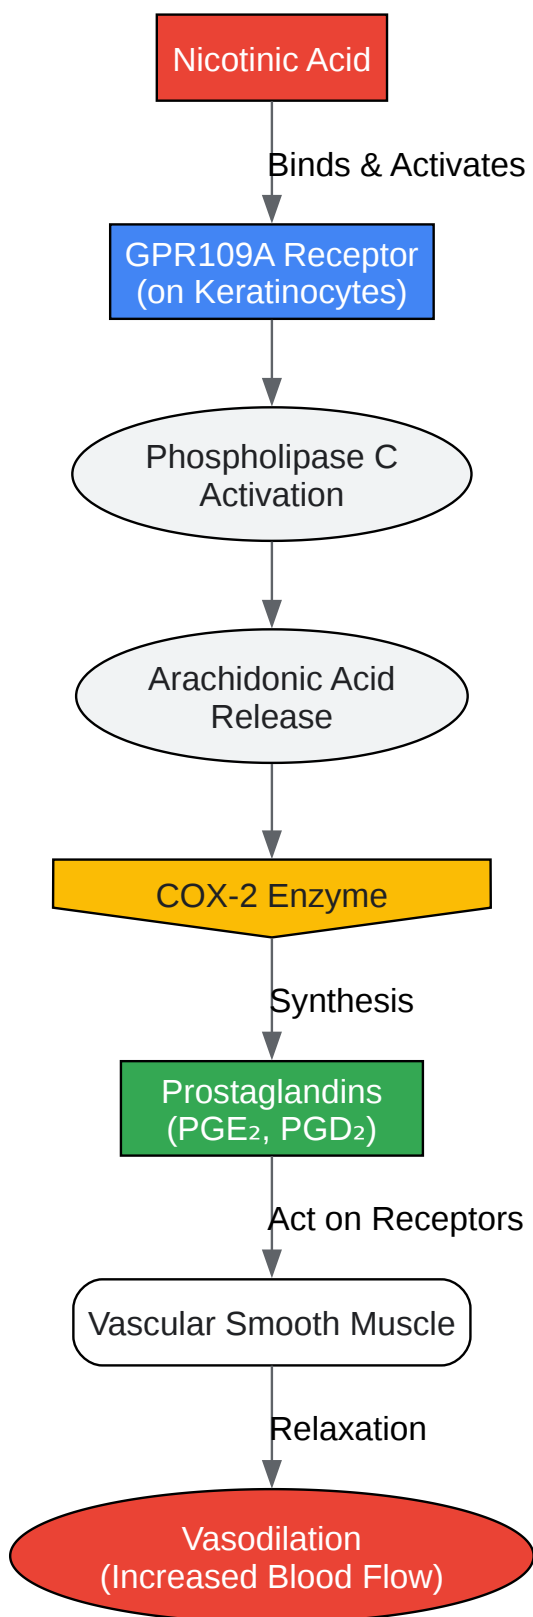 Nicotinic Acid
Binds & Activates
GPR109A Receptor
(on Keratinocytes)
Phospholipase C
Activation
Arachidonic Acid
Release
COX-2 Enzyme
Synthesis
Prostaglandins
(PGE₂, PGD₂)
Act on Receptors
Vascular Smooth Muscle
Relaxation
Vasodilation
(Increased Blood Flow)